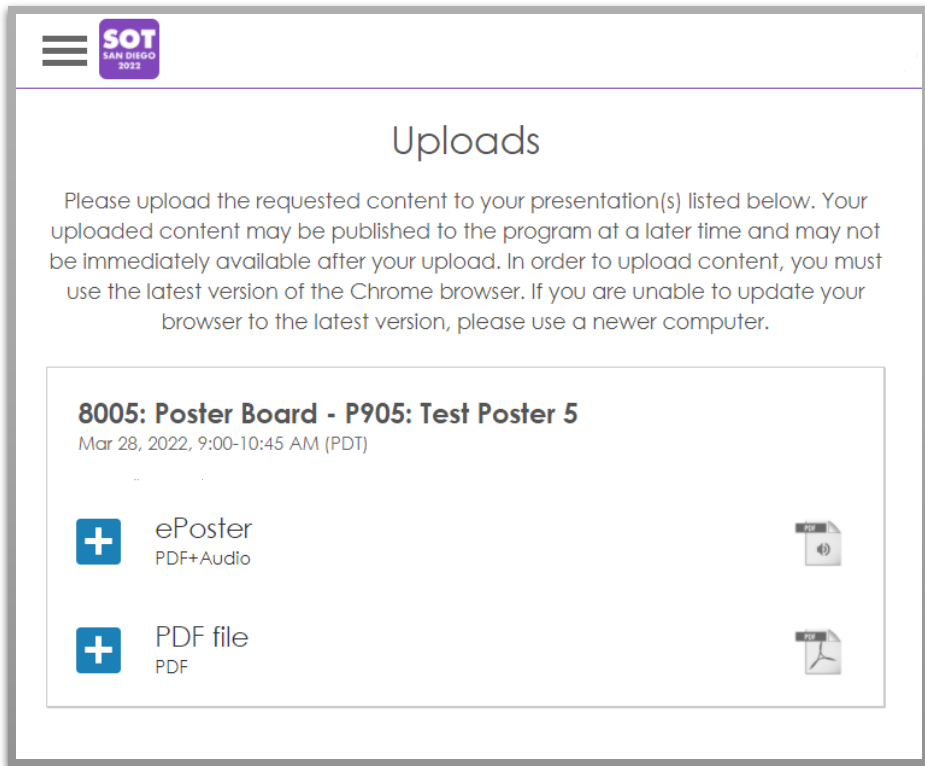 SOT
SAN DIEGO
2022
Uploads
Please upload the requested content to your presentation(s) listed below. Your
uploaded content may be published to the program at a later time and may not
be immediately available after your upload. In order to upload content, you must
use the latest version of the Chrome browser. If you are unable to update your
browser to the latest version, please use a newer computer.
8005: Poster Board - P905: Test Poster 5
Mar 28, 2022, 9:00-10:45 AM (PDT)
ePoster
PDF+Audio
PDF
PDF file
PDF
PDF